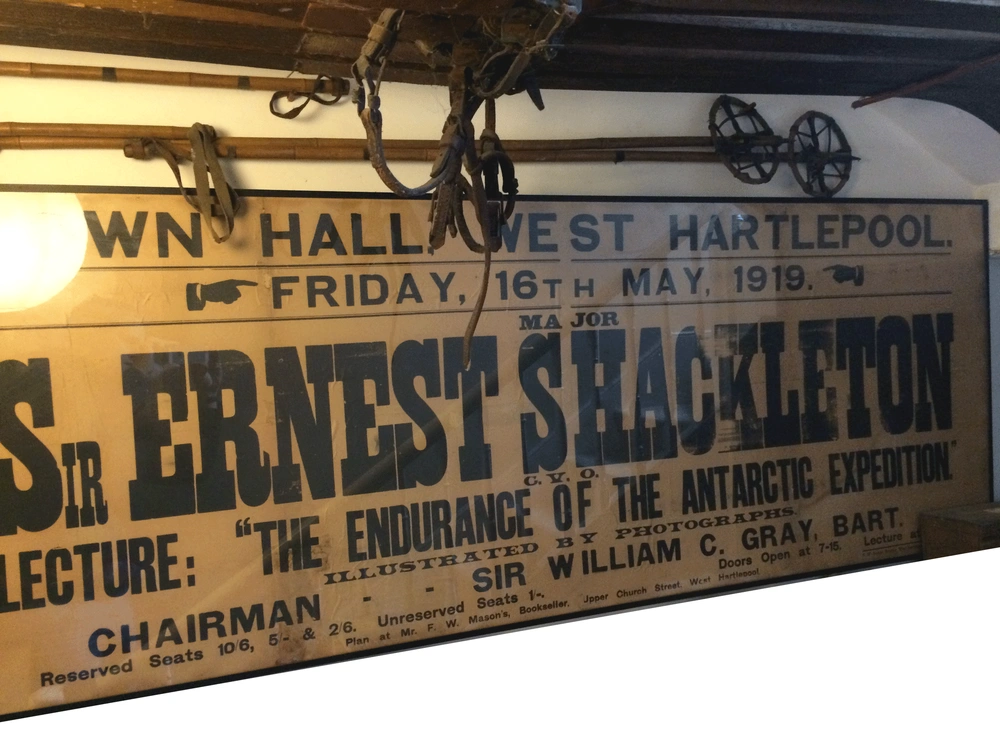 WN HALL, WEST HARTLEPOOL.
FRIDAY, 16TH MAY, 1919.
MAJOR
SIR ERNEST SHACKLETON
C.V.O.
LECTURE: "THE ENDURANCE OF THE ANTARCTIC EXPEDITION."
ILLUSTRATED BY PHOTOGRAPHS.
CHAIRMAN - - SIR WILLIAM C. GRAY, BART.
Reserved Seats 10/6, 5/- & 2/6. Unreserved Seats 1/-. Doors Open at 7-15. Lecture at
Plan at Mr. F. W. Mason's, Bookseller, Upper Church Street, West Hartlepool.